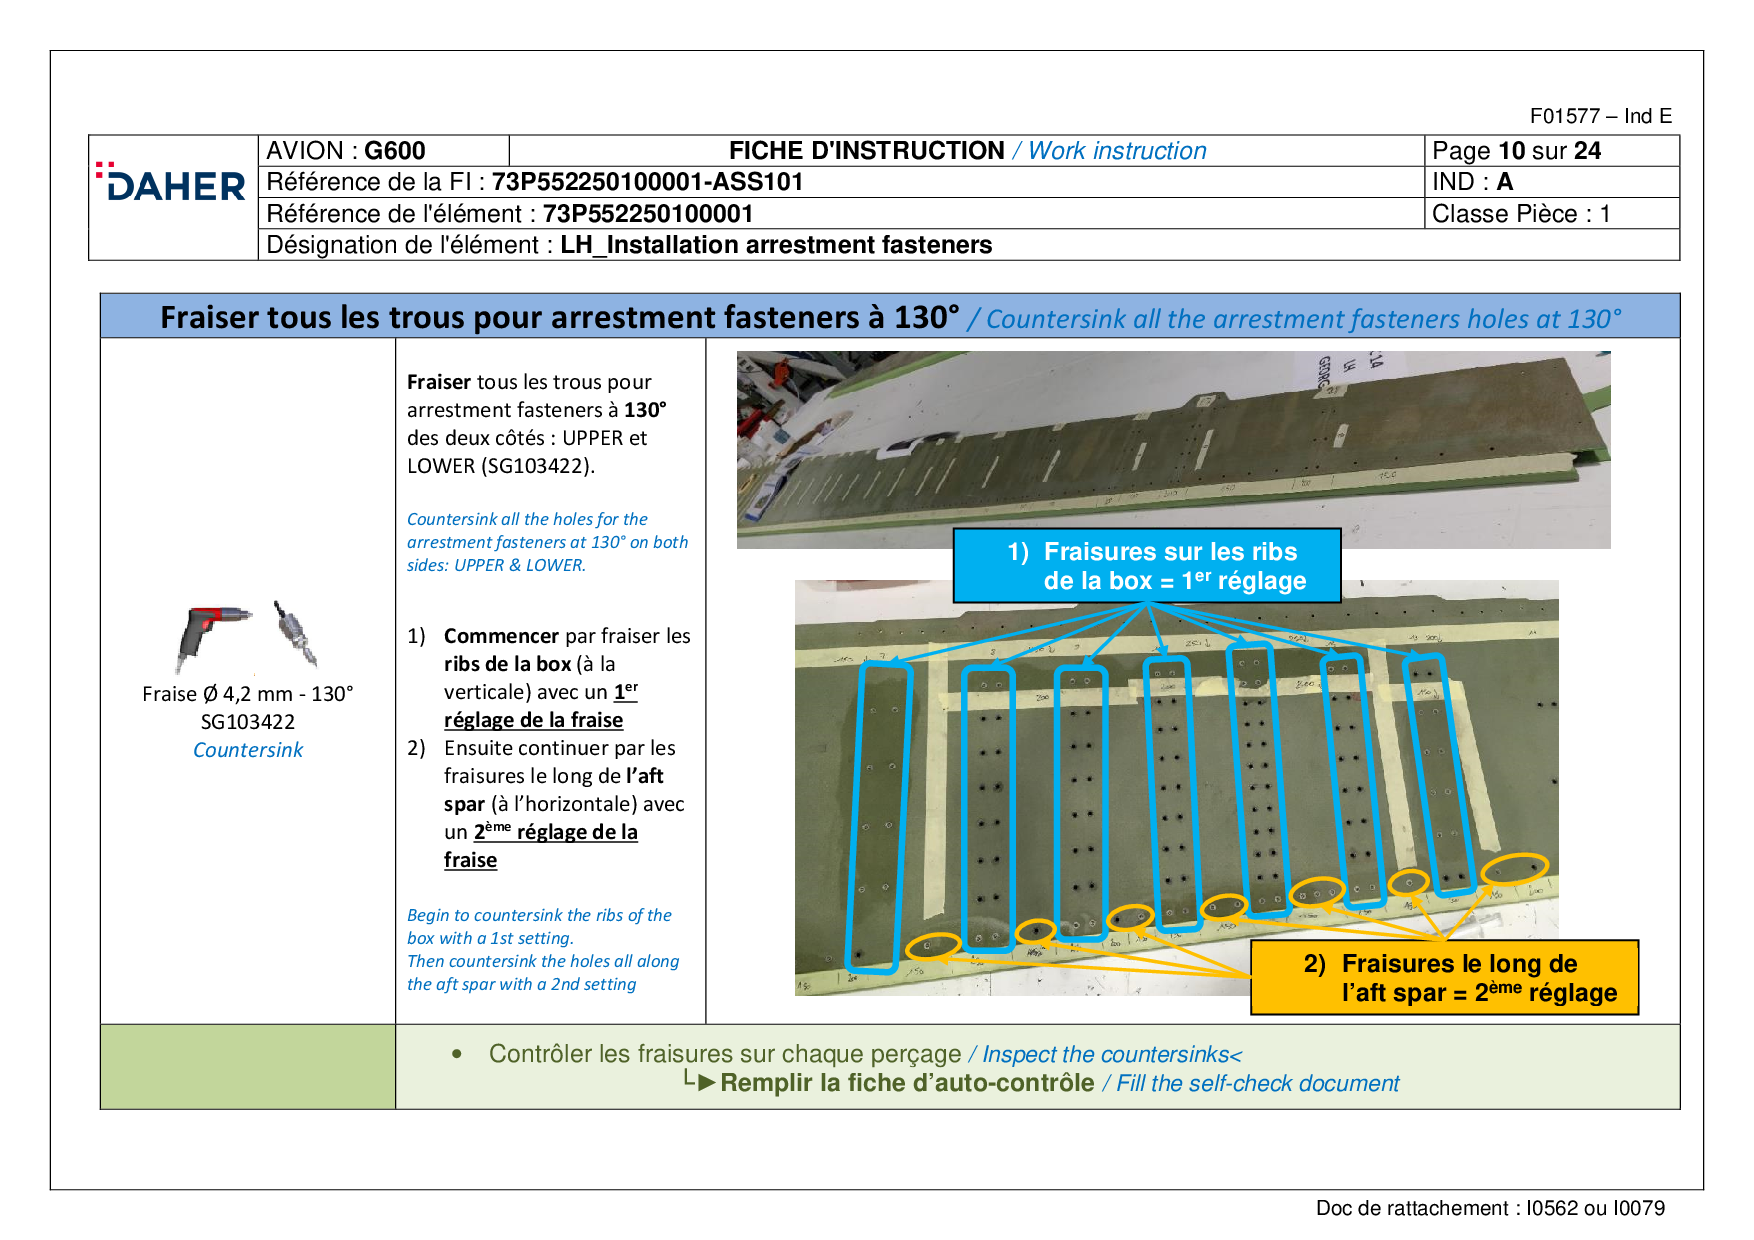 F01577 – Ind E
DAHER
AVION : G600
FICHE D'INSTRUCTION / Work instruction
Page 10 sur 24
Référence de la FI : 73P552250100001-ASS101
IND : A
Référence de l'élément : 73P552250100001
Classe Pièce : 1
Désignation de l'élément : LH_Installation arrestment fasteners
Fraiser tous les trous pour arrestment fasteners à 130° / Countersink all the arrestment fasteners holes at 130°
Fraise Ø 4,2 mm - 130°
SG103422
Countersink
Fraiser tous les trous pour
arrestment fasteners à 130°
des deux côtés : UPPER et
LOWER (SG103422).
Countersink all the holes for the
arrestment fasteners at 130° on both
sides: UPPER & LOWER.
1) Commencer par fraiser les
ribs de la box (à la
verticale) avec un 1er
réglage de la fraise
2) Ensuite continuer par les
fraisures le long de l’aft
spar (à l’horizontale) avec
un 2ème réglage de la
fraise
Begin to countersink the ribs of the
box with a 1st setting.
Then countersink the holes all along
the aft spar with a 2nd setting
LH
1) Fraisures sur les ribs
de la box = 1er réglage
2) Fraisures le long de
l’aft spar = 2ème réglage
• Contrôler les fraisures sur chaque perçage / Inspect the countersinks<
└►Remplir la fiche d’auto-contrôle / Fill the self-check document
Doc de rattachement : I0562 ou I0079